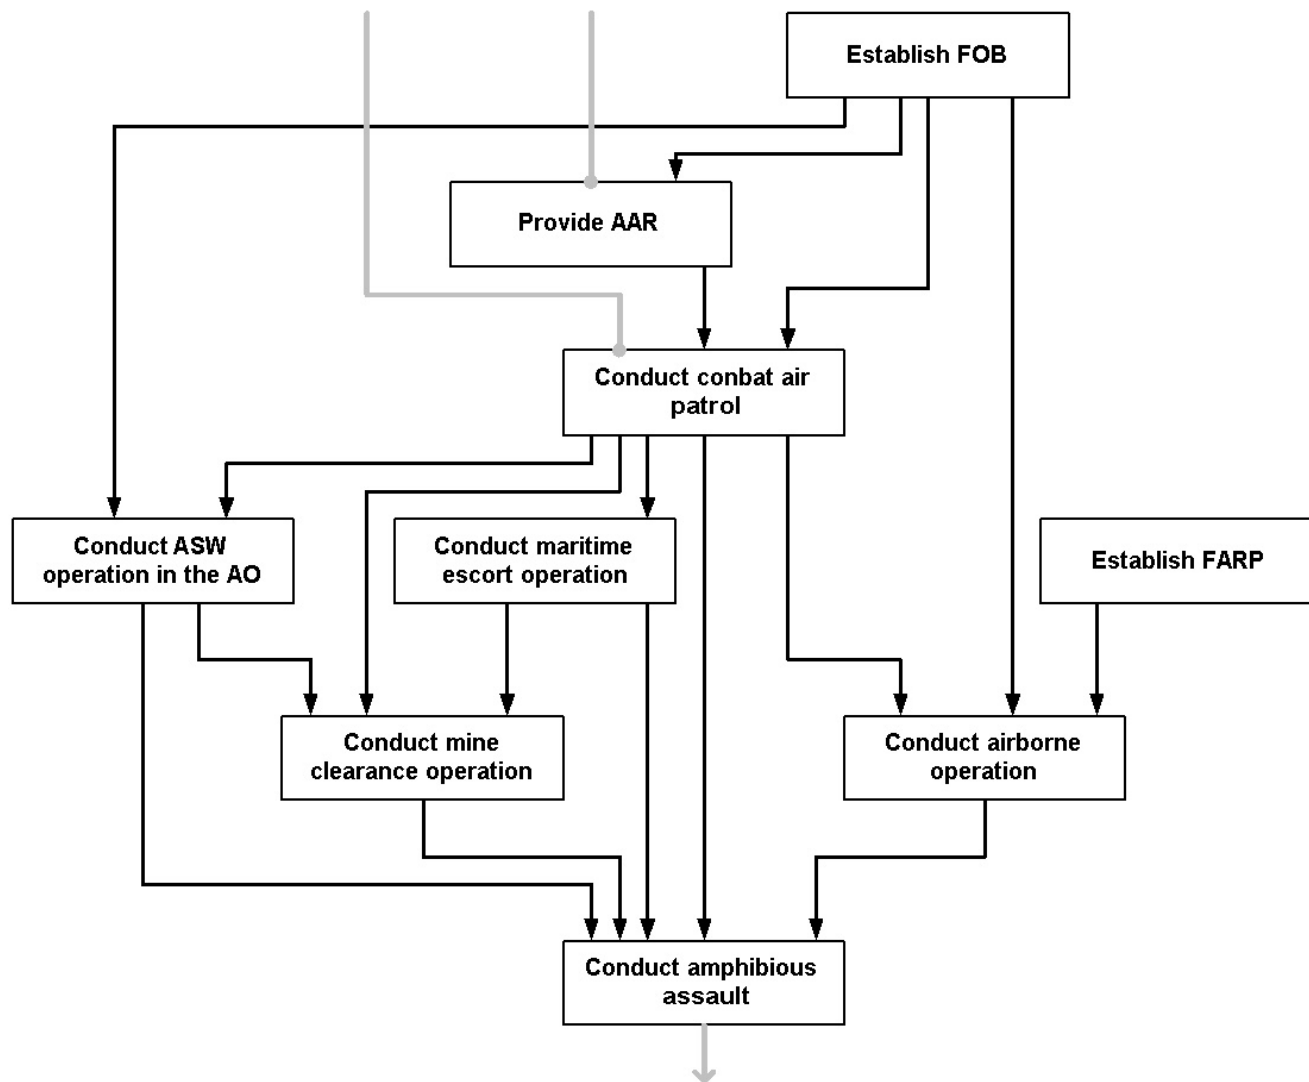 Establish FOB
Provide AAR
Conduct conbat air
patrol
Conduct ASW
operation in the AO
Conduct maritime
escort operation
Establish FARP
Conduct mine
clearance operation
Conduct airborne
operation
Conduct amphibious
assault